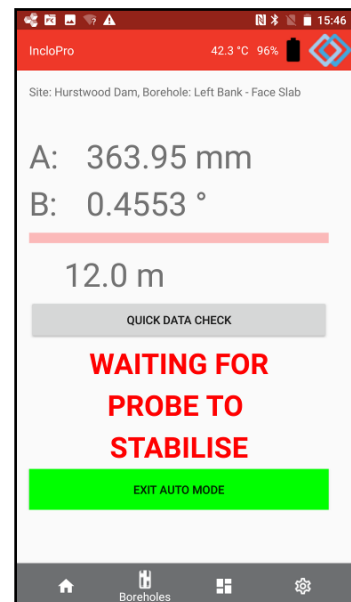 15:46
IncloPro 42.3 °C 96%
Site: Hurstwood Dam, Borehole: Left Bank - Face Slab
A: 363.95 mm
B: 0.4553 °
12.0 m
QUICK DATA CHECK
WAITING FOR
PROBE TO
STABILISE
EXIT AUTO MODE
Boreholes